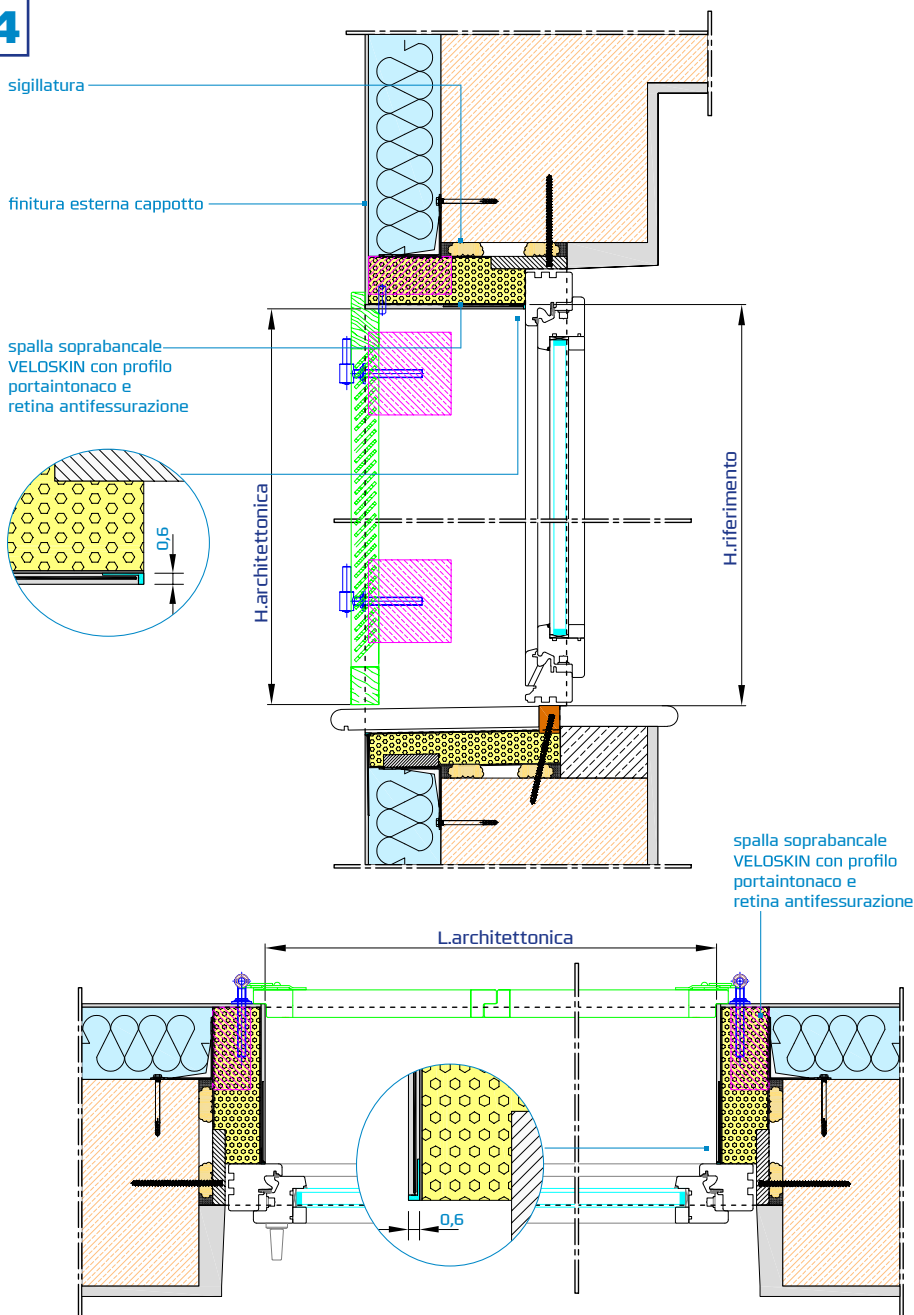 4
sigillatura
finitura esterna cappotto
spalla soprabancale
VELOSKIN con profilo
portaintonaco e
retina antifessurazione
0,6
H.architettonica
H.riferimento
spalla soprabancale
VELOSKIN con profilo
portaintonaco e
retina antifessurazione
L.architettonica
0,6